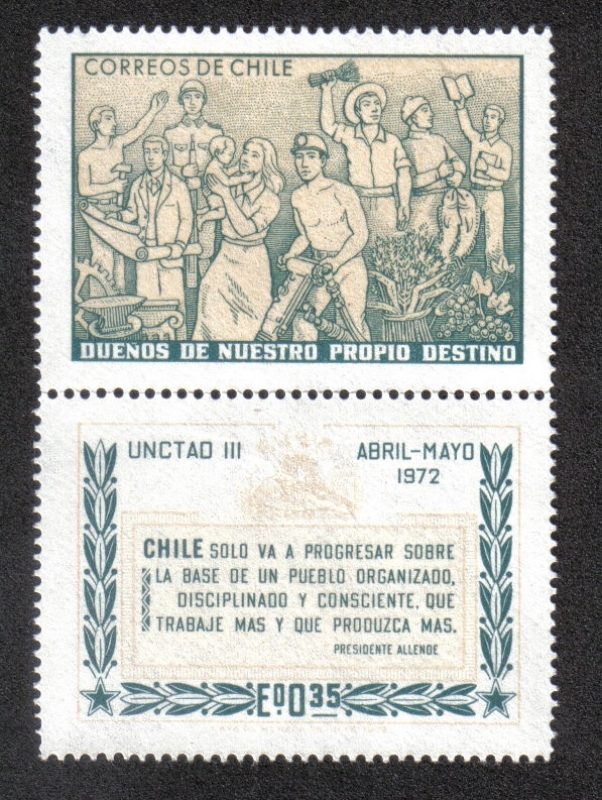 CORREOS DE CHILE
DUEÑOS DE NUESTRO PROPIO DESTINO
UNCTAD III
ABRIL-MAYO
1972
CHILE SOLO VA A PROGRESAR SOBRE
LA BASE DE UN PUEBLO ORGANIZADO,
DISCIPLINADO Y CONSCIENTE, QUE
TRABAJE MAS Y QUE PRODUZCA MAS.
PRESIDENTE ALLENDE
Eº0.35